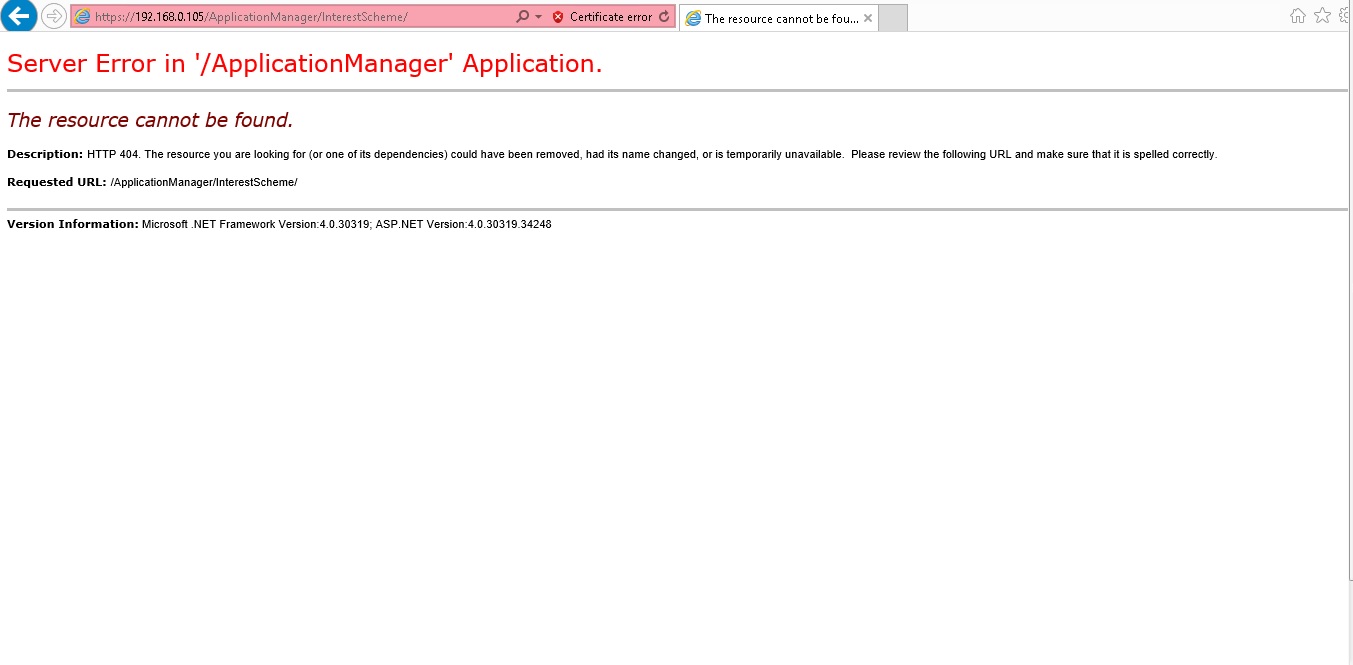 https://192.168.0.105/ApplicationManager/InterestScheme/ Certificate error The resource cannot be fou...
Server Error in '/ApplicationManager' Application.
The resource cannot be found.
Description: HTTP 404. The resource you are looking for (or one of its dependencies) could have been removed, had its name changed, or is temporarily unavailable.  Please review the following URL and make sure that it is spelled correctly.
Requested URL: /ApplicationManager/InterestScheme/
Version Information: Microsoft .NET Framework Version:4.0.30319; ASP.NET Version:4.0.30319.34248